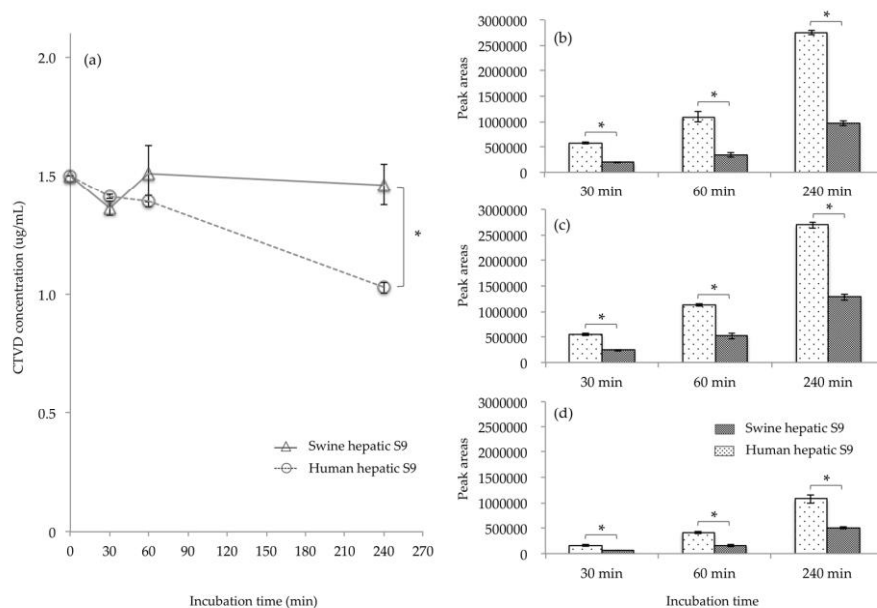 (a)
2.0
1.5
1.0
0.5
0
CTVD concentration (ug/mL)
*
Swine hepatic S9
Human hepatic S9
0 30 60 90 120 150 180 210 240 270
Incubation time (min)
(b)
Peak areas
3000000
2500000
2000000
1500000
1000000
500000
0
*
*
*
30 min 60 min 240 min
(c)
Peak areas
3000000
2500000
2000000
1500000
1000000
500000
0
*
*
*
30 min 60 min 240 min
(d)
Peak areas
3000000
2500000
2000000
1500000
1000000
500000
0
Swine hepatic S9
Human hepatic S9
*
*
*
30 min 60 min 240 min
Incubation time